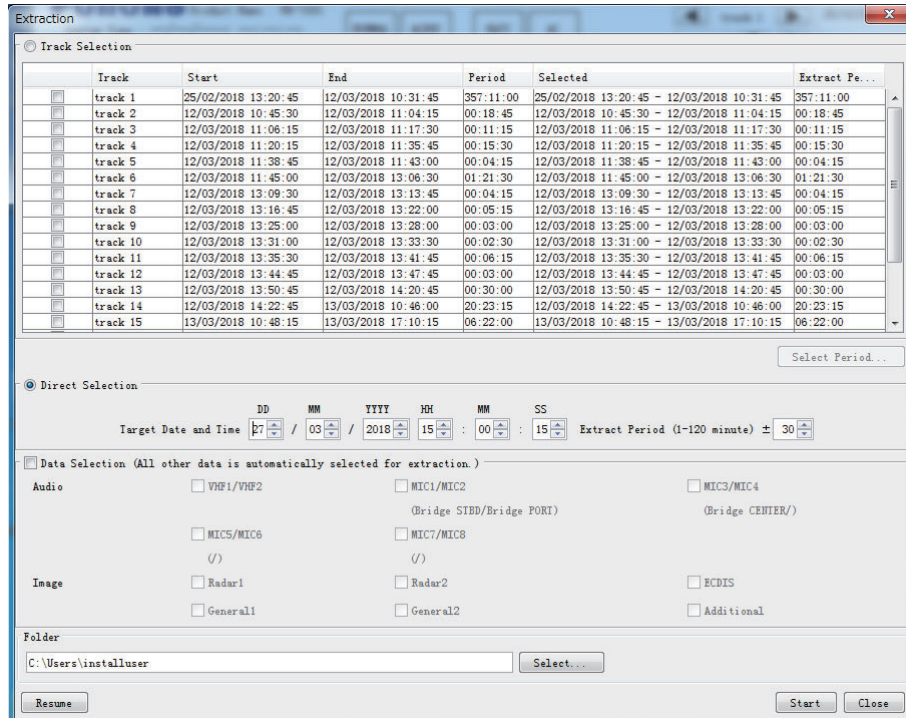 Extraction
Track Selection
Track Start End Period Selected Extract Pe...
track 1 25/02/2018 13:20:45 12/03/2018 10:31:45 357:11:00 25/02/2018 13:20:45 - 12/03/2018 10:31:45 357:11:00
track 2 12/03/2018 10:45:30 12/03/2018 11:04:15 00:18:45 12/03/2018 10:45:30 - 12/03/2018 11:04:15 00:18:45
track 3 12/03/2018 11:06:15 12/03/2018 11:17:30 00:11:15 12/03/2018 11:06:15 - 12/03/2018 11:17:30 00:11:15
track 4 12/03/2018 11:20:15 12/03/2018 11:35:45 00:15:30 12/03/2018 11:20:15 - 12/03/2018 11:35:45 00:15:30
track 5 12/03/2018 11:38:45 12/03/2018 11:43:00 00:04:15 12/03/2018 11:38:45 - 12/03/2018 11:43:00 00:04:15
track 6 12/03/2018 11:45:00 12/03/2018 13:06:30 01:21:30 12/03/2018 11:45:00 - 12/03/2018 13:06:30 01:21:30
track 7 12/03/2018 13:09:30 12/03/2018 13:13:45 00:04:15 12/03/2018 13:09:30 - 12/03/2018 13:13:45 00:04:15
track 8 12/03/2018 13:16:45 12/03/2018 13:22:00 00:05:15 12/03/2018 13:16:45 - 12/03/2018 13:22:00 00:05:15
track 9 12/03/2018 13:25:00 12/03/2018 13:28:00 00:03:00 12/03/2018 13:25:00 - 12/03/2018 13:28:00 00:03:00
track 10 12/03/2018 13:31:00 12/03/2018 13:33:30 00:02:30 12/03/2018 13:31:00 - 12/03/2018 13:33:30 00:02:30
track 11 12/03/2018 13:35:30 12/03/2018 13:41:45 00:06:15 12/03/2018 13:35:30 - 12/03/2018 13:41:45 00:06:15
track 12 12/03/2018 13:44:45 12/03/2018 13:47:45 00:03:00 12/03/2018 13:44:45 - 12/03/2018 13:47:45 00:03:00
track 13 12/03/2018 13:50:45 12/03/2018 14:20:45 00:30:00 12/03/2018 13:50:45 - 12/03/2018 14:20:45 00:30:00
track 14 12/03/2018 14:22:45 13/03/2018 10:46:00 20:23:15 12/03/2018 14:22:45 - 13/03/2018 10:46:00 20:23:15
track 15 13/03/2018 10:48:15 13/03/2018 17:10:15 06:22:00 13/03/2018 10:48:15 - 13/03/2018 17:10:15 06:22:00
Select Period...
Direct Selection
DD MM YYYY HH MM SS
Target Date and Time 27 / 03 / 2018 15 : 00 : 15 Extract Period (1-120 minute) ± 30
Data Selection (All other data is automatically selected for extraction.)
Audio VHF1/VHF2 MIC1/MIC2 MIC3/MIC4
(Bridge STBD/Bridge PORT) (Bridge CENTER/)
MIC5/MIC6 MIC7/MIC8
(/) (/)
Image Radar1 Radar2 ECDIS
General1 General2 Additional
Folder
C:\Users\installuser Select...
Resume Start Close